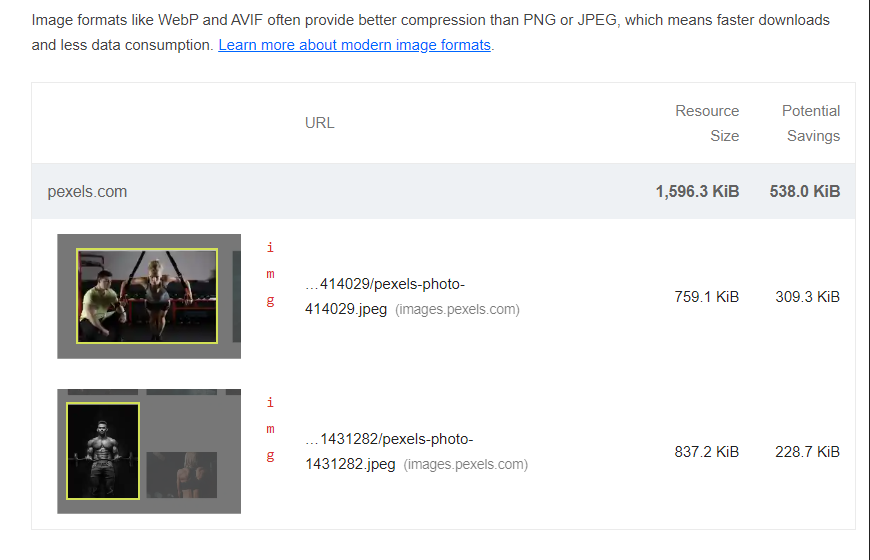 Image formats like WebP and AVIF often provide better compression than PNG or JPEG, which means faster downloads
and less data consumption. Learn more about modern image formats.
URL
Resource
Size
Potential
Savings
pexels.com
1,596.3 KiB
538.0 KiB
i
m
g
…414029/pexels-photo-
414029.jpeg (images.pexels.com)
759.1 KiB
309.3 KiB
i
m
g
…1431282/pexels-photo-
1431282.jpeg (images.pexels.com)
837.2 KiB
228.7 KiB